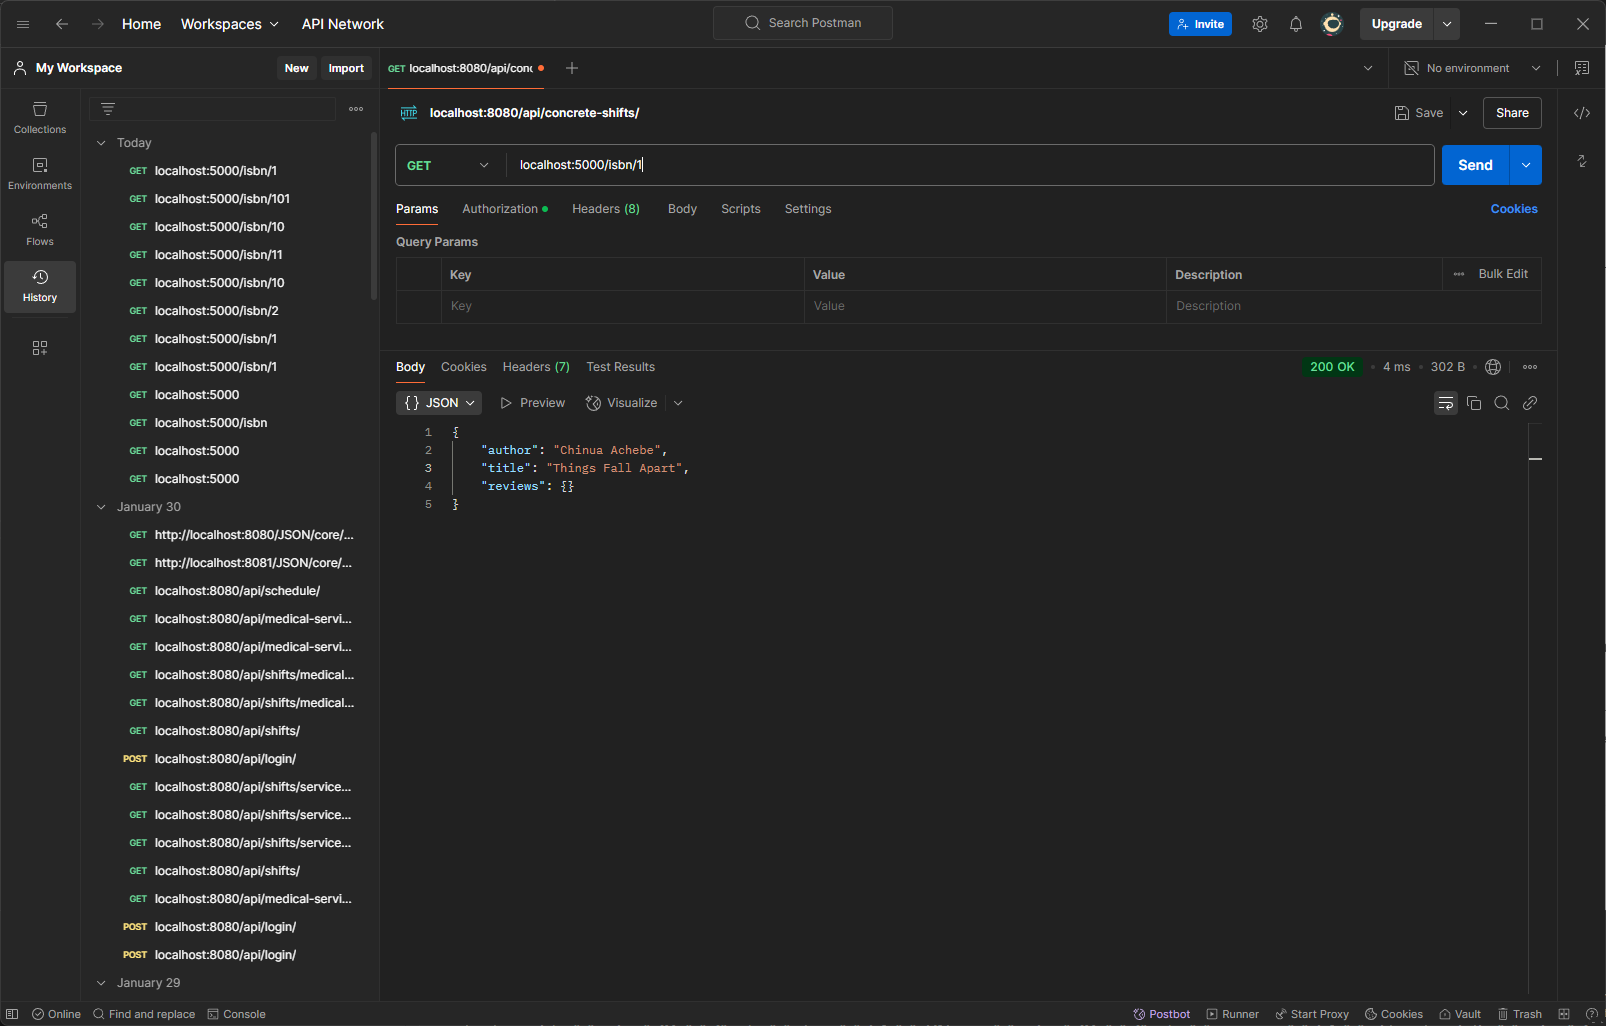 Home Workspaces API Network Search Postman Invite Upgrade
My Workspace New Import GET localhost:8080/api/conc No environment
Collections
Environments
Flows
History
Today
GET localhost:5000/isbn/1
GET localhost:5000/isbn/101
GET localhost:5000/isbn/10
GET localhost:5000/isbn/11
GET localhost:5000/isbn/10
GET localhost:5000/isbn/2
GET localhost:5000/isbn/1
GET localhost:5000/isbn/1
GET localhost:5000
GET localhost:5000/isbn
GET localhost:5000
GET localhost:5000
January 30
GET http://localhost:8080/JSON/core/...
GET http://localhost:8081/JSON/core/...
GET localhost:8080/api/schedule/
GET localhost:8080/api/medical-servi...
GET localhost:8080/api/medical-servi...
GET localhost:8080/api/shifts/medical...
GET localhost:8080/api/shifts/medical...
GET localhost:8080/api/shifts/
POST localhost:8080/api/login/
GET localhost:8080/api/shifts/service...
GET localhost:8080/api/shifts/service...
GET localhost:8080/api/shifts/service...
GET localhost:8080/api/shifts/
GET localhost:8080/api/medical-servi...
POST localhost:8080/api/login/
POST localhost:8080/api/login/
January 29
HTTP localhost:8080/api/concrete-shifts/ Save Share
GET localhost:5000/isbn/1 Send
Params Authorization Headers (8) Body Scripts Settings Cookies
Query Params
Key Value Description Bulk Edit
Key Value Description
Body Cookies Headers (7) Test Results 200 OK 4 ms 302 B
{} JSON Preview Visualize
1 {
2 "author": "Chinua Achebe",
3 "title": "Things Fall Apart",
4 "reviews": {}
5 }
Online Find and replace Console Postbot Runner Start Proxy Cookies Vault Trash